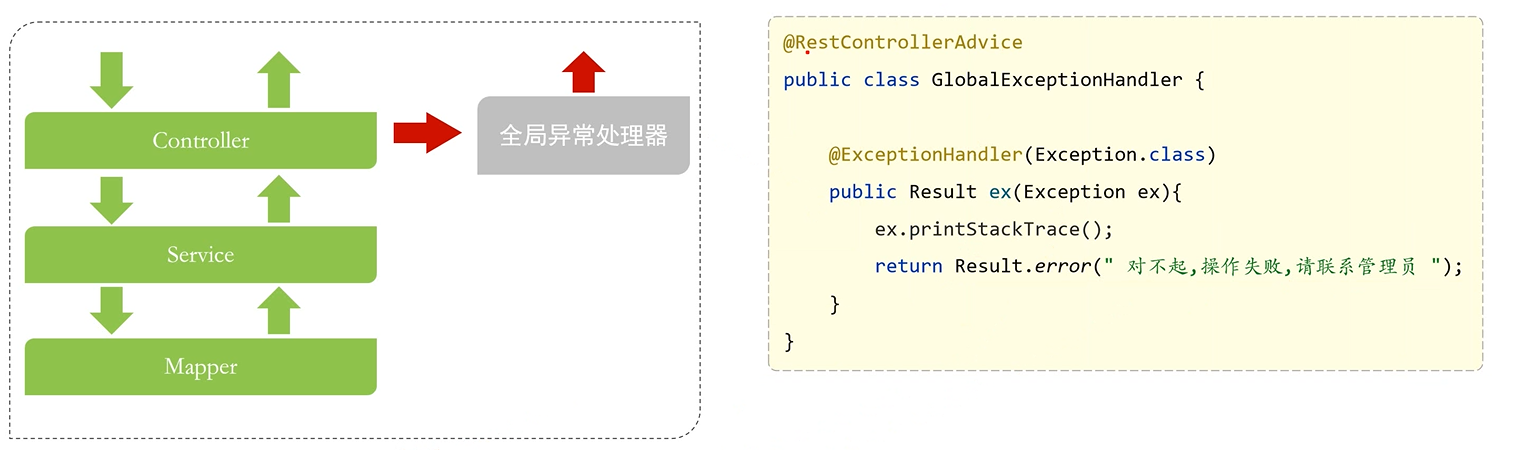 Controller
全局异常处理器
Service
Mapper
@RestControllerAdvice
public class GlobalExceptionHandler {
@ExceptionHandler(Exception.class)
public Result ex(Exception ex){
ex.printStackTrace();
return Result.error(" 对不起,操作失败,请联系管理员 ");
}
}